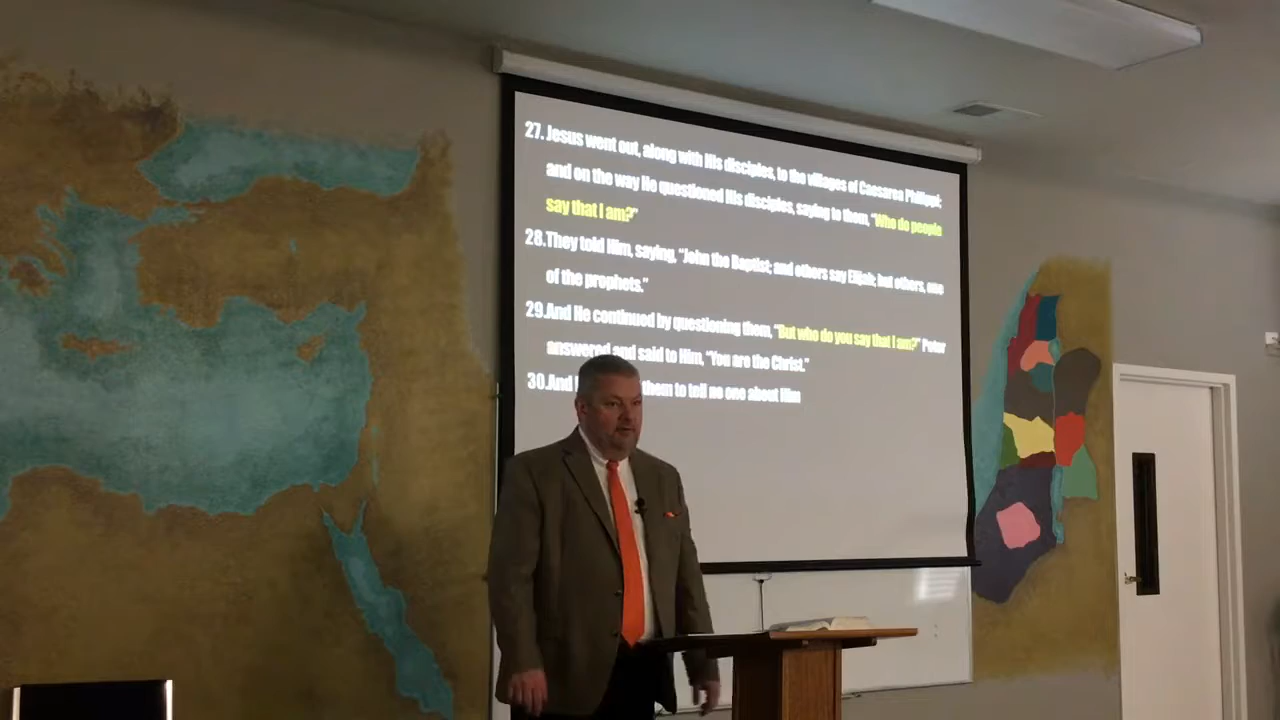 27. Jesus went out, along with His disciples, to the villages of Caesarea Philippi;
and on the way He questioned His disciples, saying to them, “Who do people
say that I am?”
28. They told Him, saying, “John the Baptist; and others say Elijah; but others, one
of the prophets.”
29. And He continued by questioning them, “But who do you say that I am?” Peter
answered and said to Him, “You are the Christ.”
30. And them to tell no one about Him